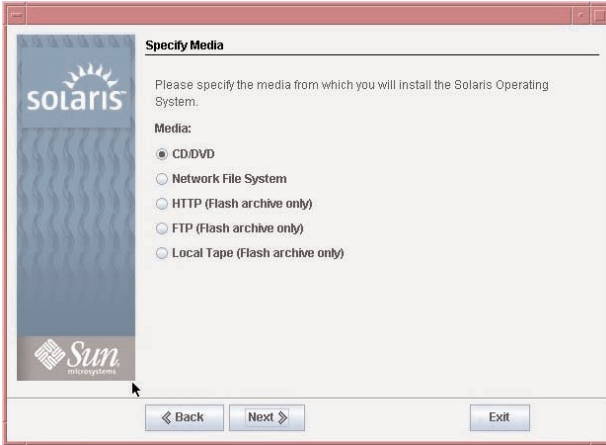 Specify Media
solaris
Please specify the media from which you will install the Solaris Operating
System.
Media:
CD/DVD
Network File System
HTTP (Flash archive only)
FTP (Flash archive only)
Local Tape (Flash archive only)
Sun
microsystems
Back
Next
Exit